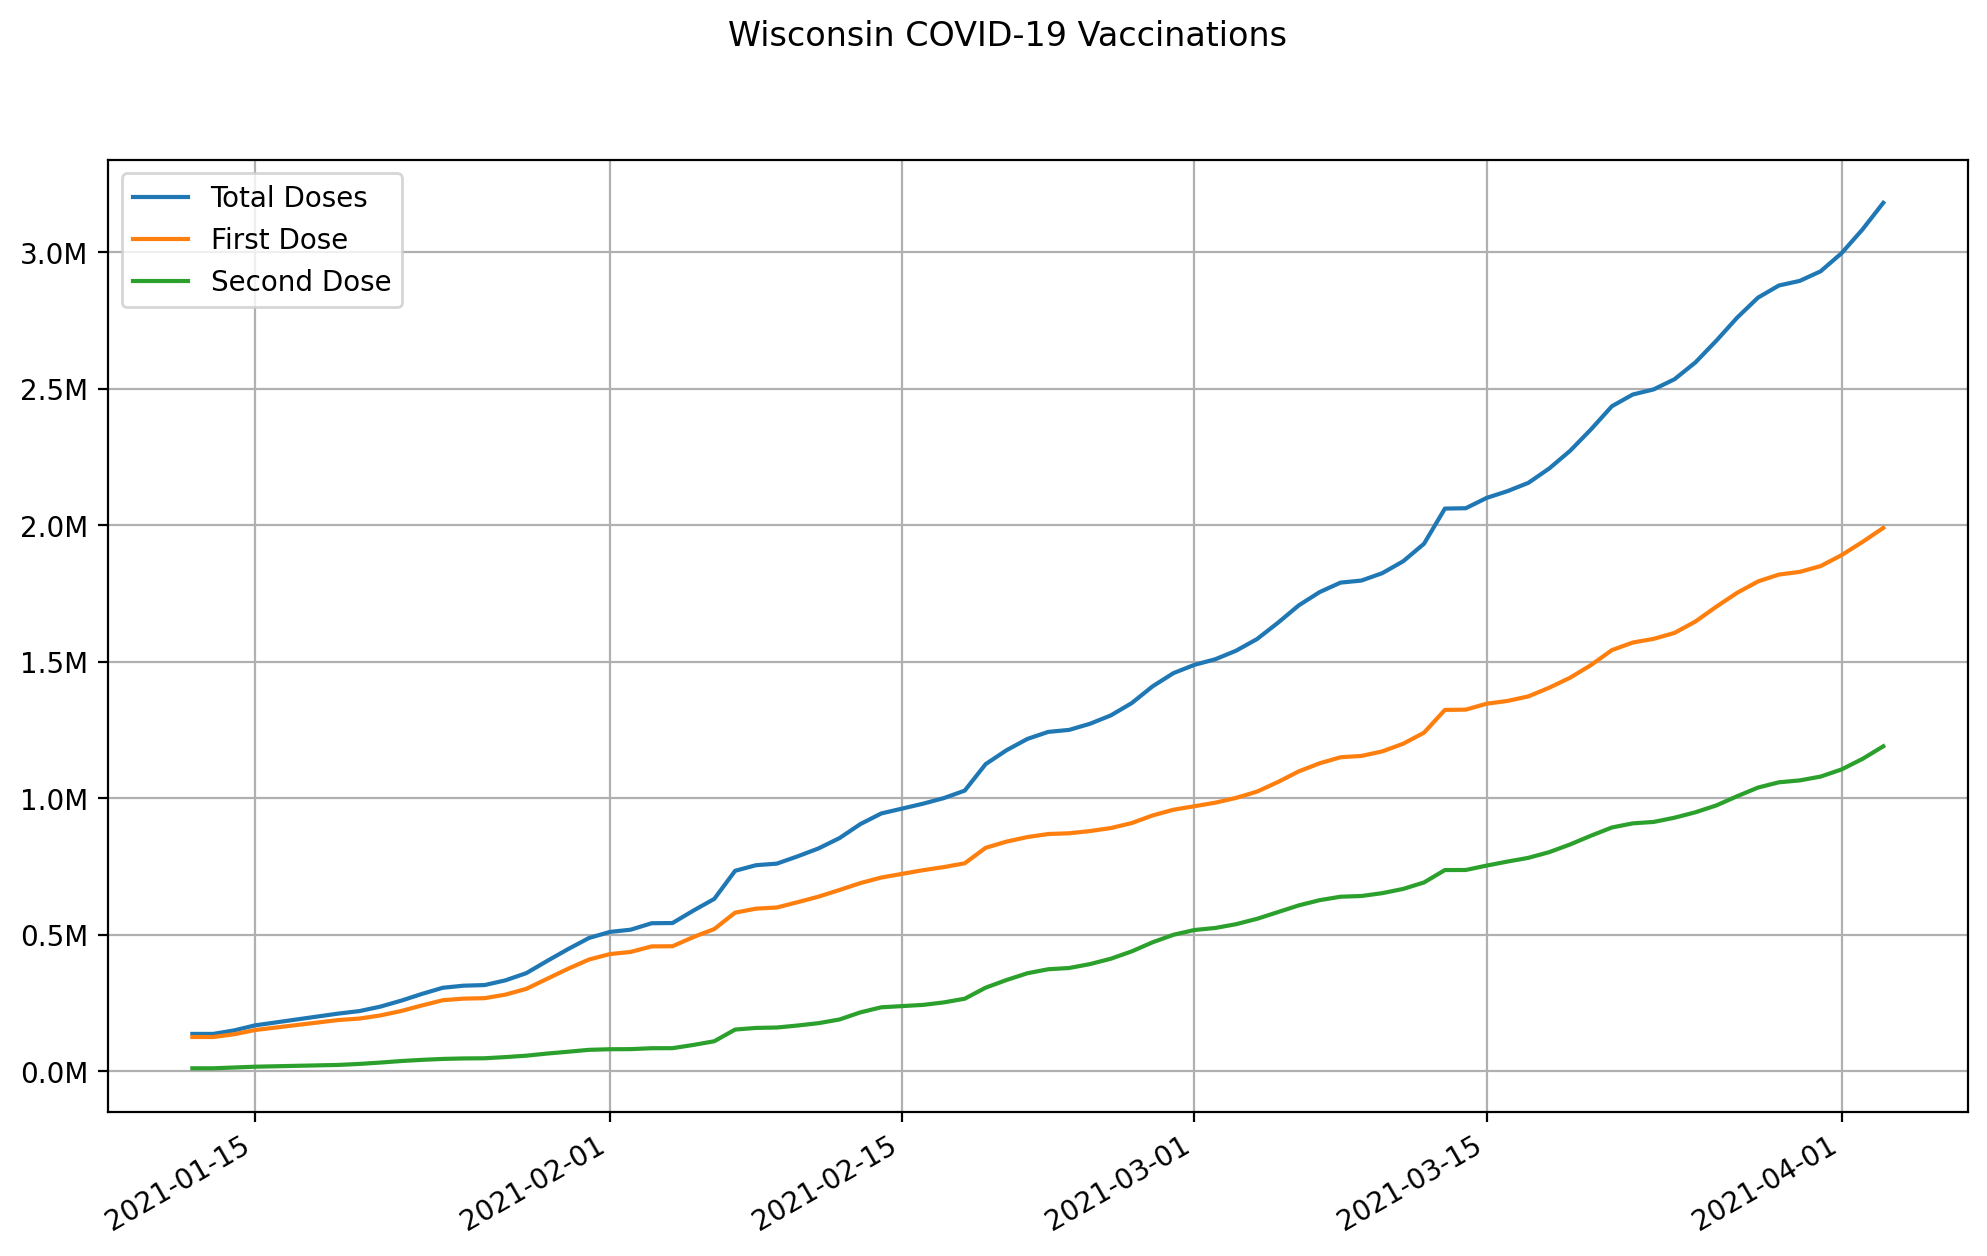 Wisconsin COVID-19 Vaccinations
Total Doses
First Dose
Second Dose
3.0M
2.5M
2.0M
1.5M
1.0M
0.5M
0.0M
2021-01-15
2021-02-01
2021-02-15
2021-03-01
2021-03-15
2021-04-01